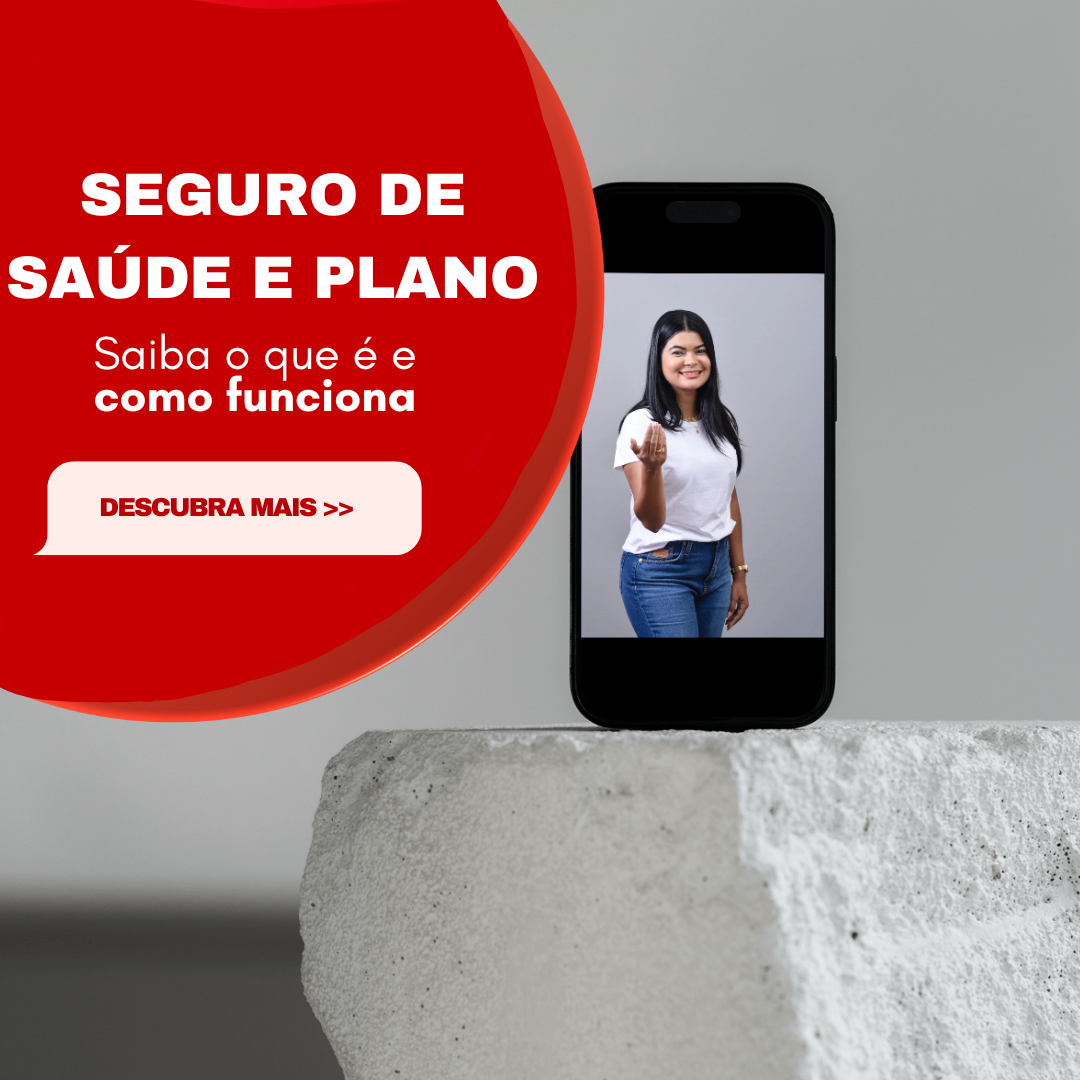 SEGURO DE
SAÚDE E PLANO
Saiba o que é e
como funciona
DESCUBRA MAIS >>